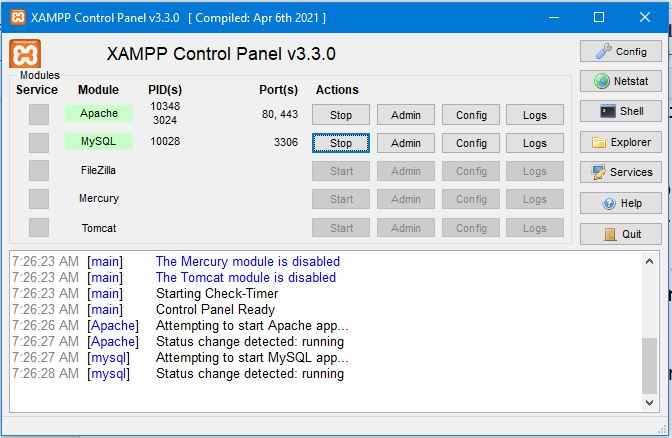 XAMPP Control Panel v3.3.0 [ Compiled: Apr 6th 2021 ]
XAMPP Control Panel v3.3.0
Config
Modules
Service Module PID(s) Port(s) Actions
Netstat
Apache 10348 3024 80, 443 Stop Admin Config Logs
Shell
MySQL 10028 3306 Stop Admin Config Logs
Explorer
FileZilla Start Admin Config Logs
Services
Mercury Start Admin Config Logs
Help
Tomcat Start Admin Config Logs
Quit
7:26:23 AM [main] The Mercury module is disabled
7:26:23 AM [main] The Tomcat module is disabled
7:26:23 AM [main] Starting Check-Timer
7:26:23 AM [main] Control Panel Ready
7:26:26 AM [Apache] Attempting to start Apache app...
7:26:27 AM [Apache] Status change detected: running
7:26:27 AM [mysql] Attempting to start MySQL app...
7:26:28 AM [mysql] Status change detected: running